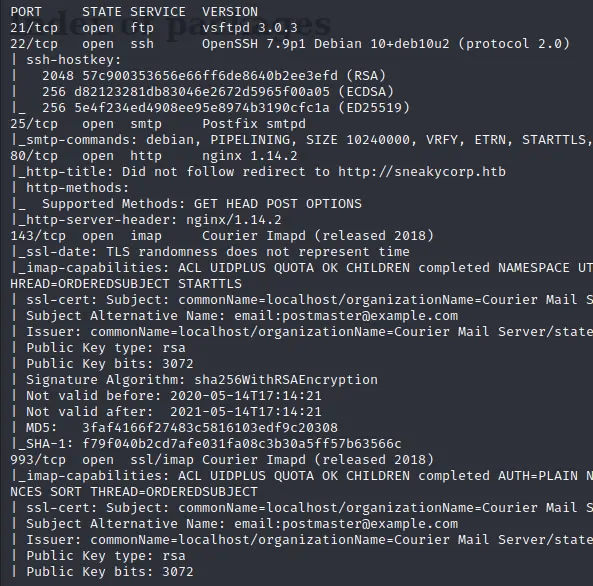 Index of packages
PORT     STATE SERVICE  VERSION
21/tcp   open  ftp      vsftpd 3.0.3
22/tcp   open  ssh      OpenSSH 7.9p1 Debian 10+deb10u2 (protocol 2.0)
| ssh-hostkey:
|   2048 57c900353656e66ff6de8640b2ee3efd (RSA)
|   256 d82123281db83046e2672d5965f00a05 (ECDSA)
|_  256 5e4f234ed4908ee95e8974b3190cfc1a (ED25519)
25/tcp   open  smtp     Postfix smtpd
|_smtp-commands: debian, PIPELINING, SIZE 10240000, VRFY, ETRN, STARTTLS,
80/tcp   open  http     nginx 1.14.2
|_http-title: Did not follow redirect to http://sneakycorp.htb
| http-methods:
|_  Supported Methods: GET HEAD POST OPTIONS
|_http-server-header: nginx/1.14.2
143/tcp  open  imap     Courier Imapd (released 2018)
|_ssl-date: TLS randomness does not represent time
|_imap-capabilities: ACL UIDPLUS QUOTA OK CHILDREN completed NAMESPACE UT
HREAD=ORDEREDSUBJECT STARTTLS
| ssl-cert: Subject: commonName=localhost/organizationName=Courier Mail S
| Subject Alternative Name: email:postmaster@example.com
| Issuer: commonName=localhost/organizationName=Courier Mail Server/state
| Public Key type: rsa
| Public Key bits: 3072
| Signature Algorithm: sha256WithRSAEncryption
| Not valid before: 2020-05-14T17:14:21
| Not valid after:  2021-05-14T17:14:21
| MD5:   3faf4166f27483c5816103edf9c20308
|_SHA-1: f79f040b2cd7afe031fa08c3b30a5ff57b63566c
993/tcp  open  ssl/imap Courier Imapd (released 2018)
|_imap-capabilities: ACL UIDPLUS QUOTA OK CHILDREN completed AUTH=PLAIN N
NCES SORT THREAD=ORDEREDSUBJECT
| ssl-cert: Subject: commonName=localhost/organizationName=Courier Mail S
| Subject Alternative Name: email:postmaster@example.com
| Issuer: commonName=localhost/organizationName=Courier Mail Server/state
| Public Key type: rsa
| Public Key bits: 3072